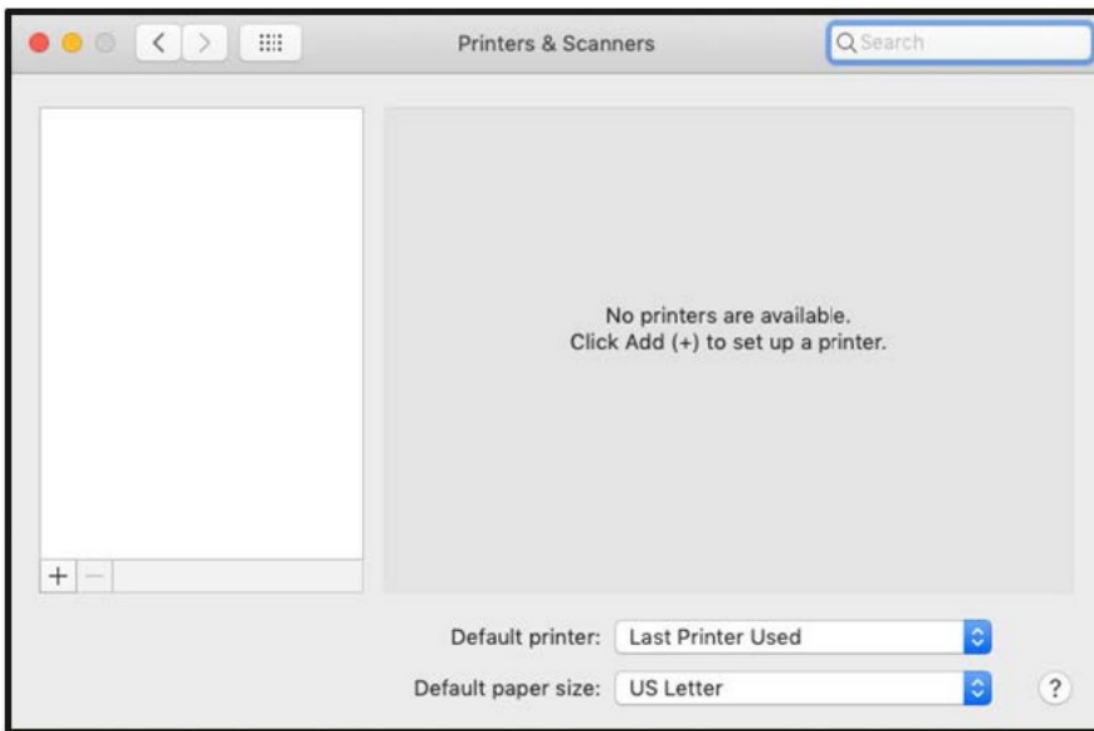 Printers & Scanners
Search
No printers are available.
Click Add (+) to set up a printer.
+ −
Default printer: Last Printer Used
Default paper size: US Letter
?